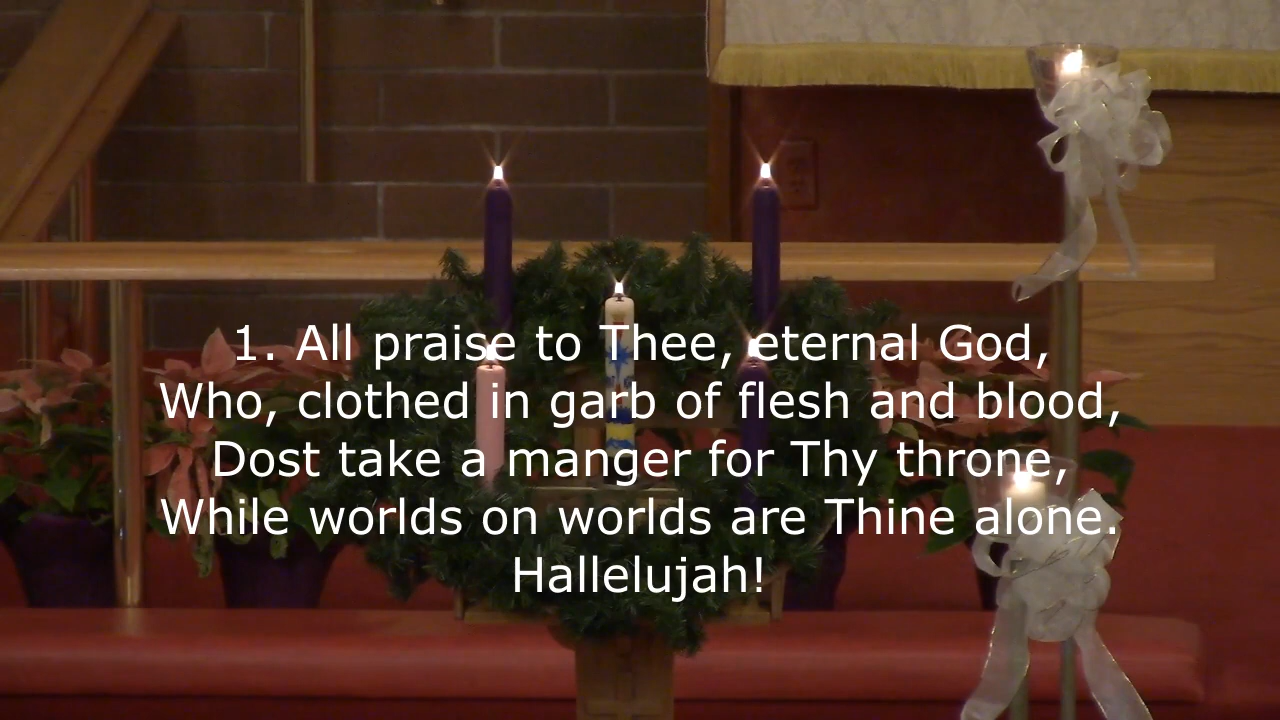 1. All praise to Thee, eternal God,
Who, clothed in garb of flesh and blood,
Dost take a manger for Thy throne,
While worlds on worlds are Thine alone.
Hallelujah!